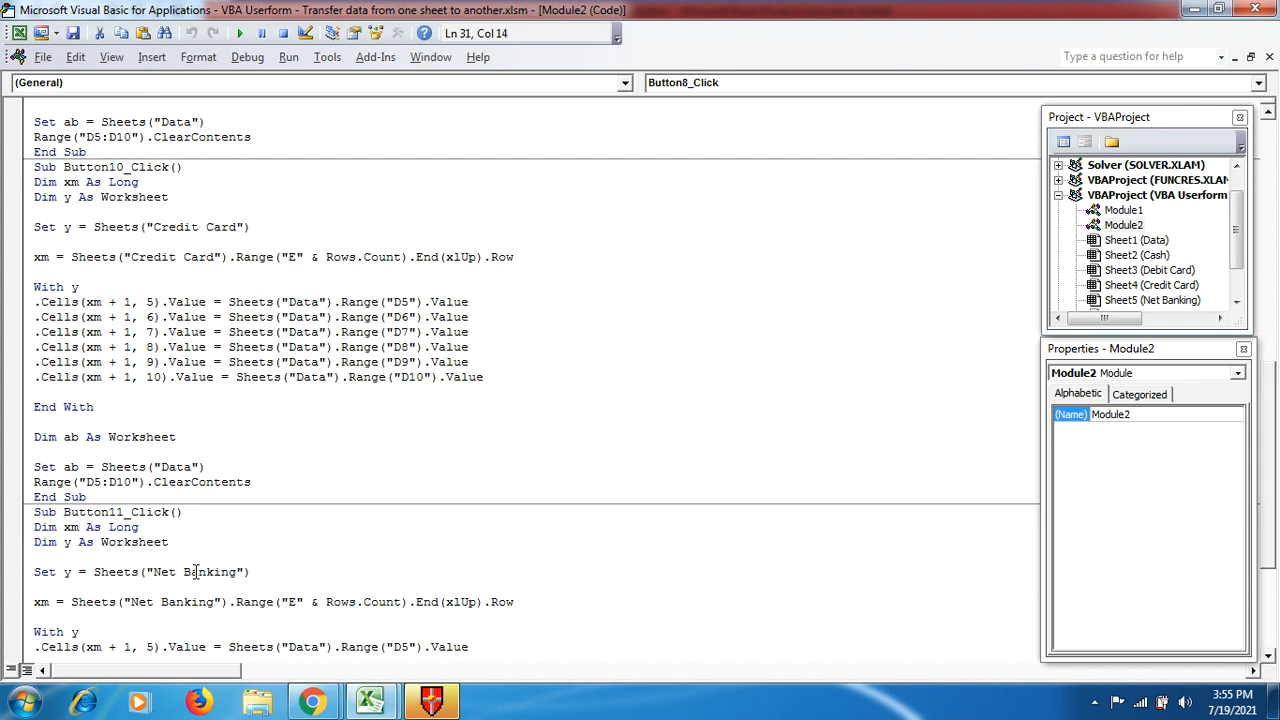 Microsoft Visual Basic for Applications - VBA Userform - Transfer data from one sheet to another.xlsm - [Module2 (Code)]
Ln 31, Col 14
File Edit View Insert Format Debug Run Tools Add-Ins Window Help
Type a question for help
(General)
Button8_Click
Set ab = Sheets("Data")
Range("D5:D10").ClearContents
End Sub
Sub Button10_Click()
Dim xm As Long
Dim y As Worksheet
Set y = Sheets("Credit Card")
xm = Sheets("Credit Card").Range("E" & Rows.Count).End(xlUp).Row
With y
.Cells(xm + 1, 5).Value = Sheets("Data").Range("D5").Value
.Cells(xm + 1, 6).Value = Sheets("Data").Range("D6").Value
.Cells(xm + 1, 7).Value = Sheets("Data").Range("D7").Value
.Cells(xm + 1, 8).Value = Sheets("Data").Range("D8").Value
.Cells(xm + 1, 9).Value = Sheets("Data").Range("D9").Value
.Cells(xm + 1, 10).Value = Sheets("Data").Range("D10").Value
End With
Dim ab As Worksheet
Set ab = Sheets("Data")
Range("D5:D10").ClearContents
End Sub
Sub Button11_Click()
Dim xm As Long
Dim y As Worksheet
Set y = Sheets("Net Banking")
xm = Sheets("Net Banking").Range("E" & Rows.Count).End(xlUp).Row
With y
.Cells(xm + 1, 5).Value = Sheets("Data").Range("D5").Value
Project - VBAProject
Solver (SOLVER.XLAM)
VBAProject (FUNCRES.XLAM
VBAProject (VBA Userform
Module1
Module2
Sheet1 (Data)
Sheet2 (Cash)
Sheet3 (Debit Card)
Sheet4 (Credit Card)
Sheet5 (Net Banking)
Properties - Module2
Module2 Module
Alphabetic Categorized
(Name) Module2
3:55 PM
7/19/2021